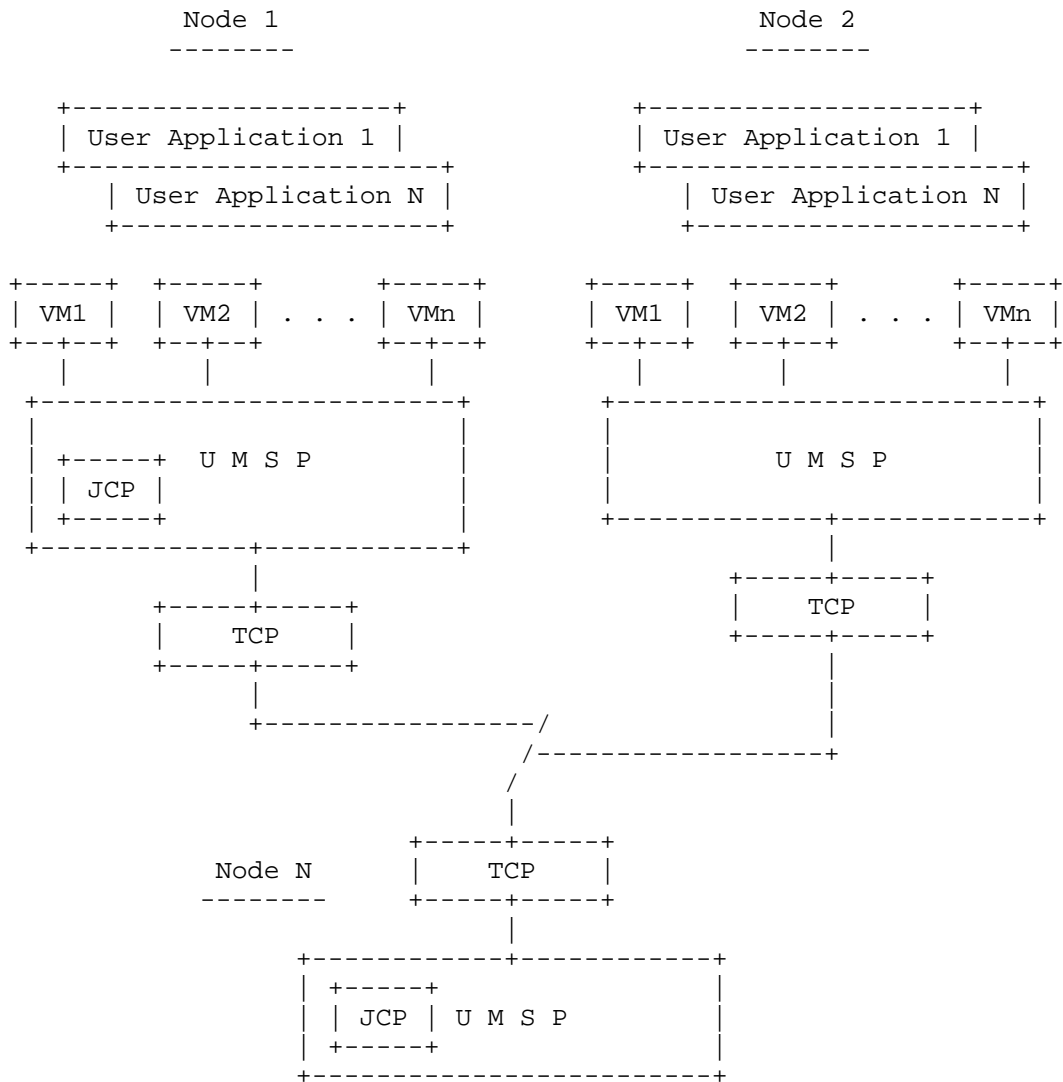 Node 1 Node 2
User Application 1 User Application 1
User Application N User Application N
VM1 VM2 . . . VMn VM1 VM2 . . . VMn
U M S P U M S P
JCP
TCP
TCP
TCP
Node N
JCP U M S P